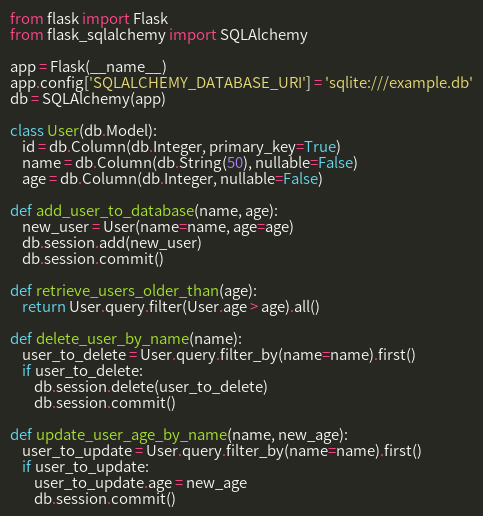 from flask import Flask
from flask_sqlalchemy import SQLAlchemy

app = Flask(__name__)
app.config['SQLALCHEMY_DATABASE_URI'] = 'sqlite:///example.db'
db = SQLAlchemy(app)

class User(db.Model):
    id = db.Column(db.Integer, primary_key=True)
    name = db.Column(db.String(50), nullable=False)
    age = db.Column(db.Integer, nullable=False)

def add_user_to_database(name, age):
    new_user = User(name=name, age=age)
    db.session.add(new_user)
    db.session.commit()

def retrieve_users_older_than(age):
    return User.query.filter(User.age > age).all()

def delete_user_by_name(name):
    user_to_delete = User.query.filter_by(name=name).first()
    if user_to_delete:
        db.session.delete(user_to_delete)
        db.session.commit()

def update_user_age_by_name(name, new_age):
    user_to_update = User.query.filter_by(name=name).first()
    if user_to_update:
        user_to_update.age = new_age
        db.session.commit()